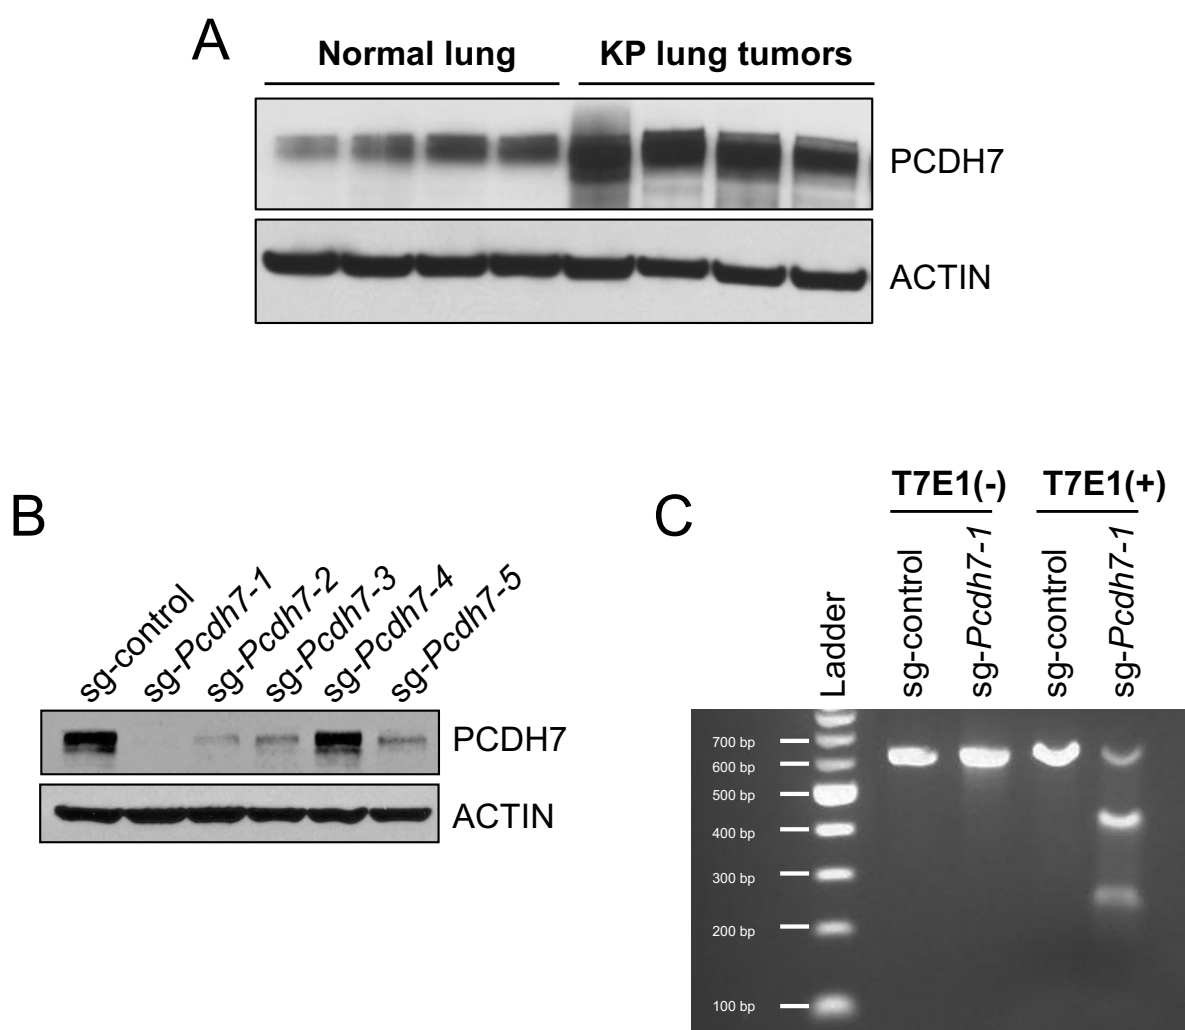 A
Normal lung
KP lung tumors
PCDH7
ACTIN
B
sg-control
sg-Pcdh7-1
sg-Pcdh7-2
sg-Pcdh7-3
sg-Pcdh7-4
sg-Pcdh7-5
PCDH7
ACTIN
C
T7E1(-)
T7E1(+)
Ladder
sg-control
sg-Pcdh7-1
sg-control
sg-Pcdh7-1
700 bp
600 bp
500 bp
400 bp
300 bp
200 bp
100 bp